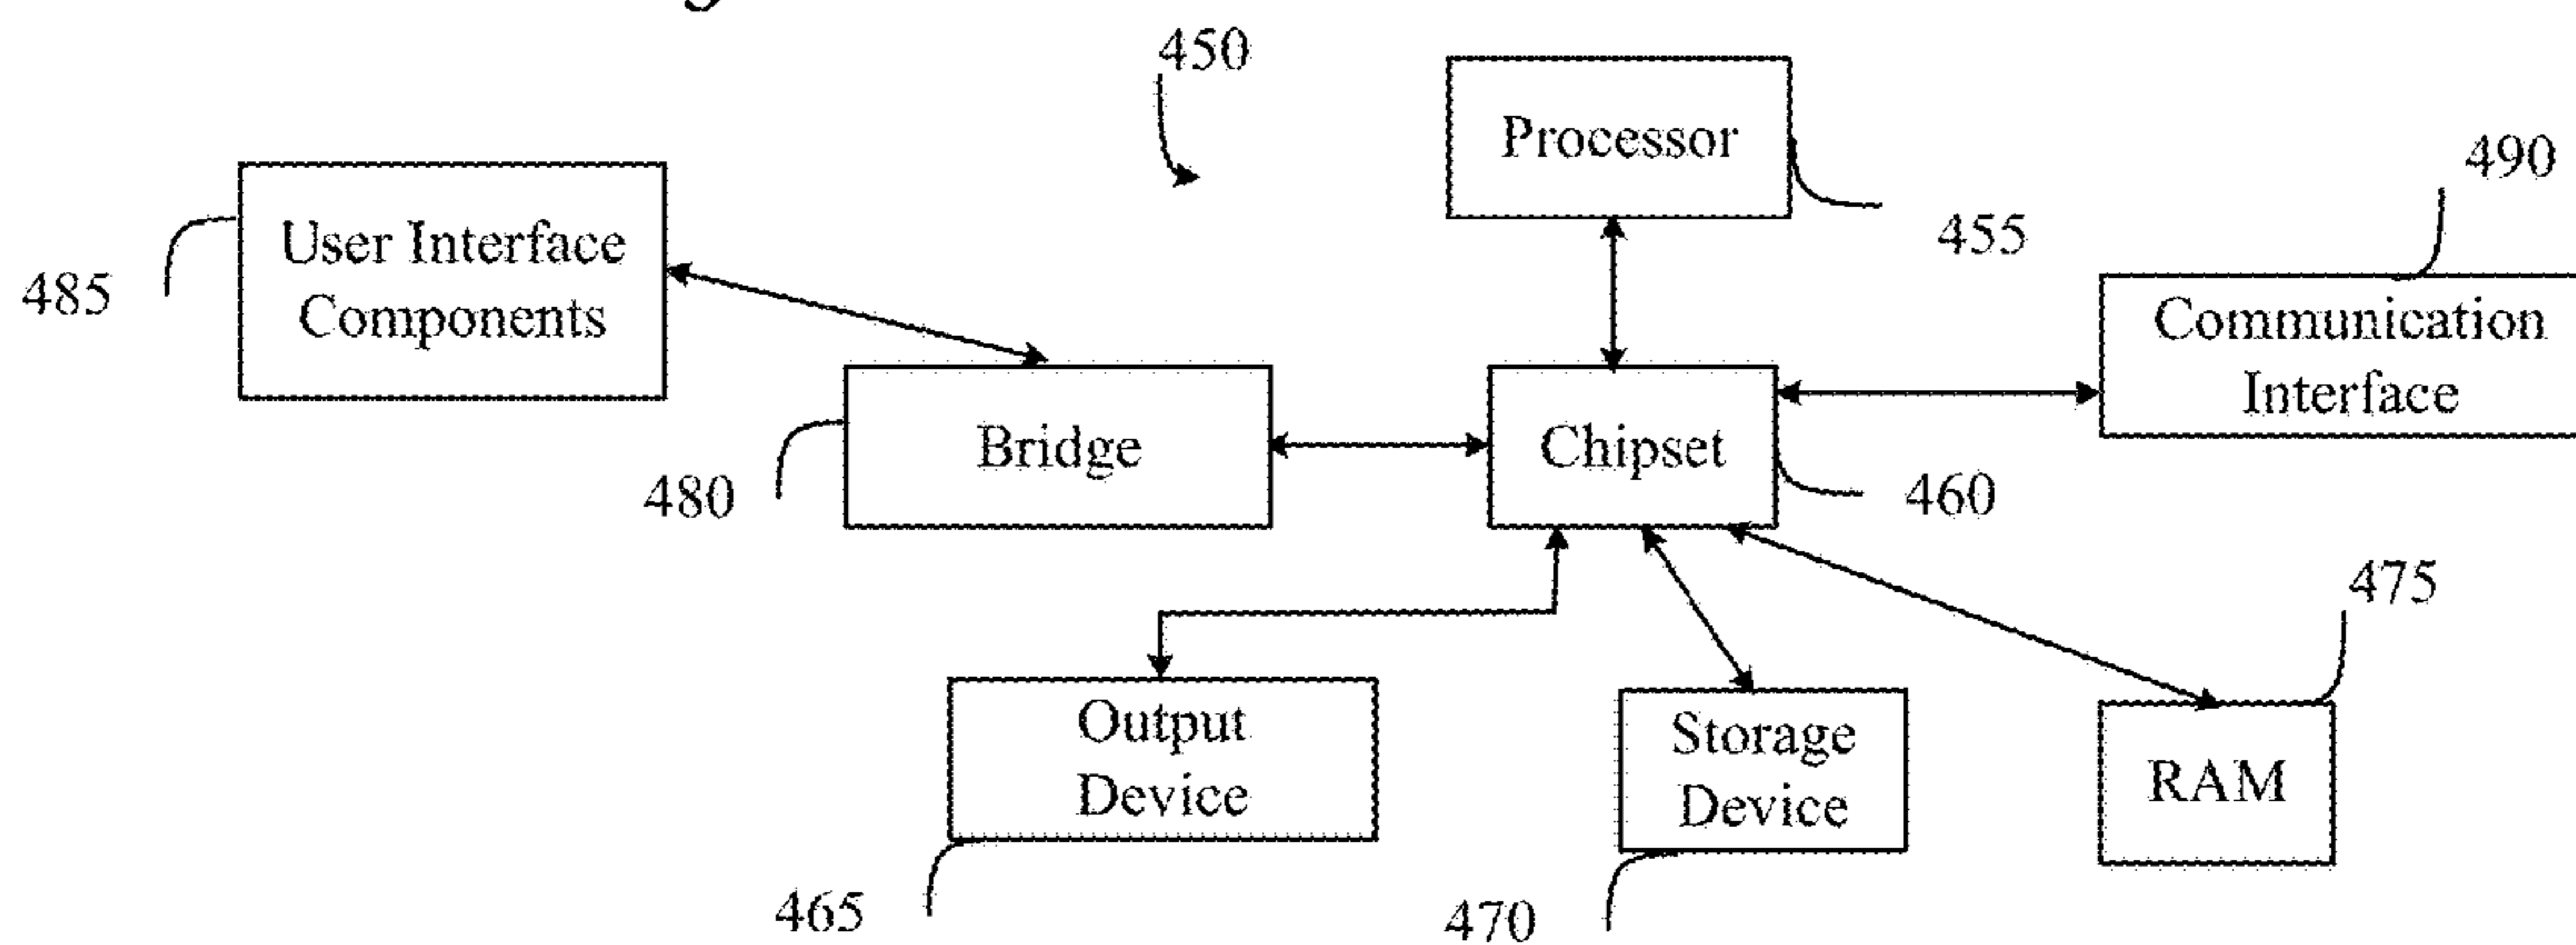 450
Processor
490
User Interface
Components
455
485
Communication
Interface
Bridge
Chipset
480
460
475
Output
Device
Storage
Device
RAM
465
470